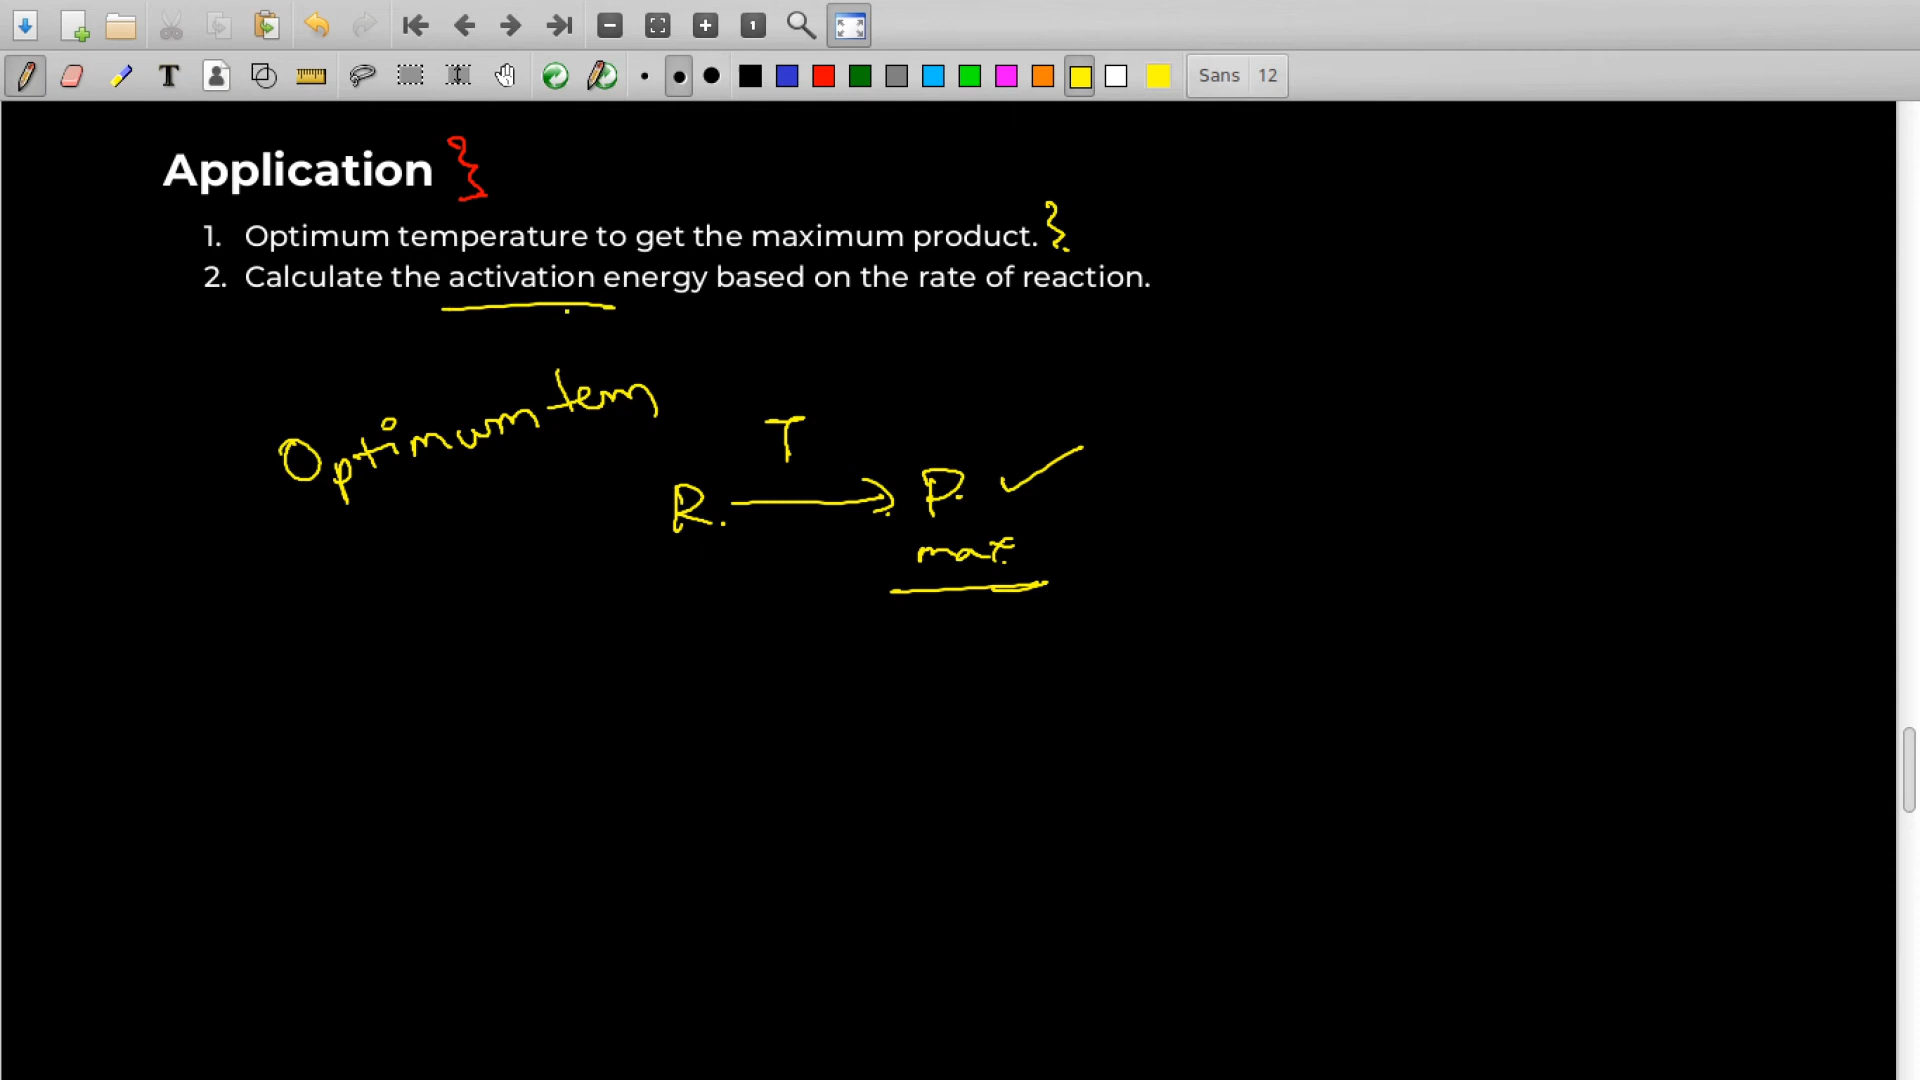 T Sans 12
Application
1. Optimum temperature to get the maximum product.
2. Calculate the activation energy based on the rate of reaction.
Optimum tem
T
R. → P. ✓
max.